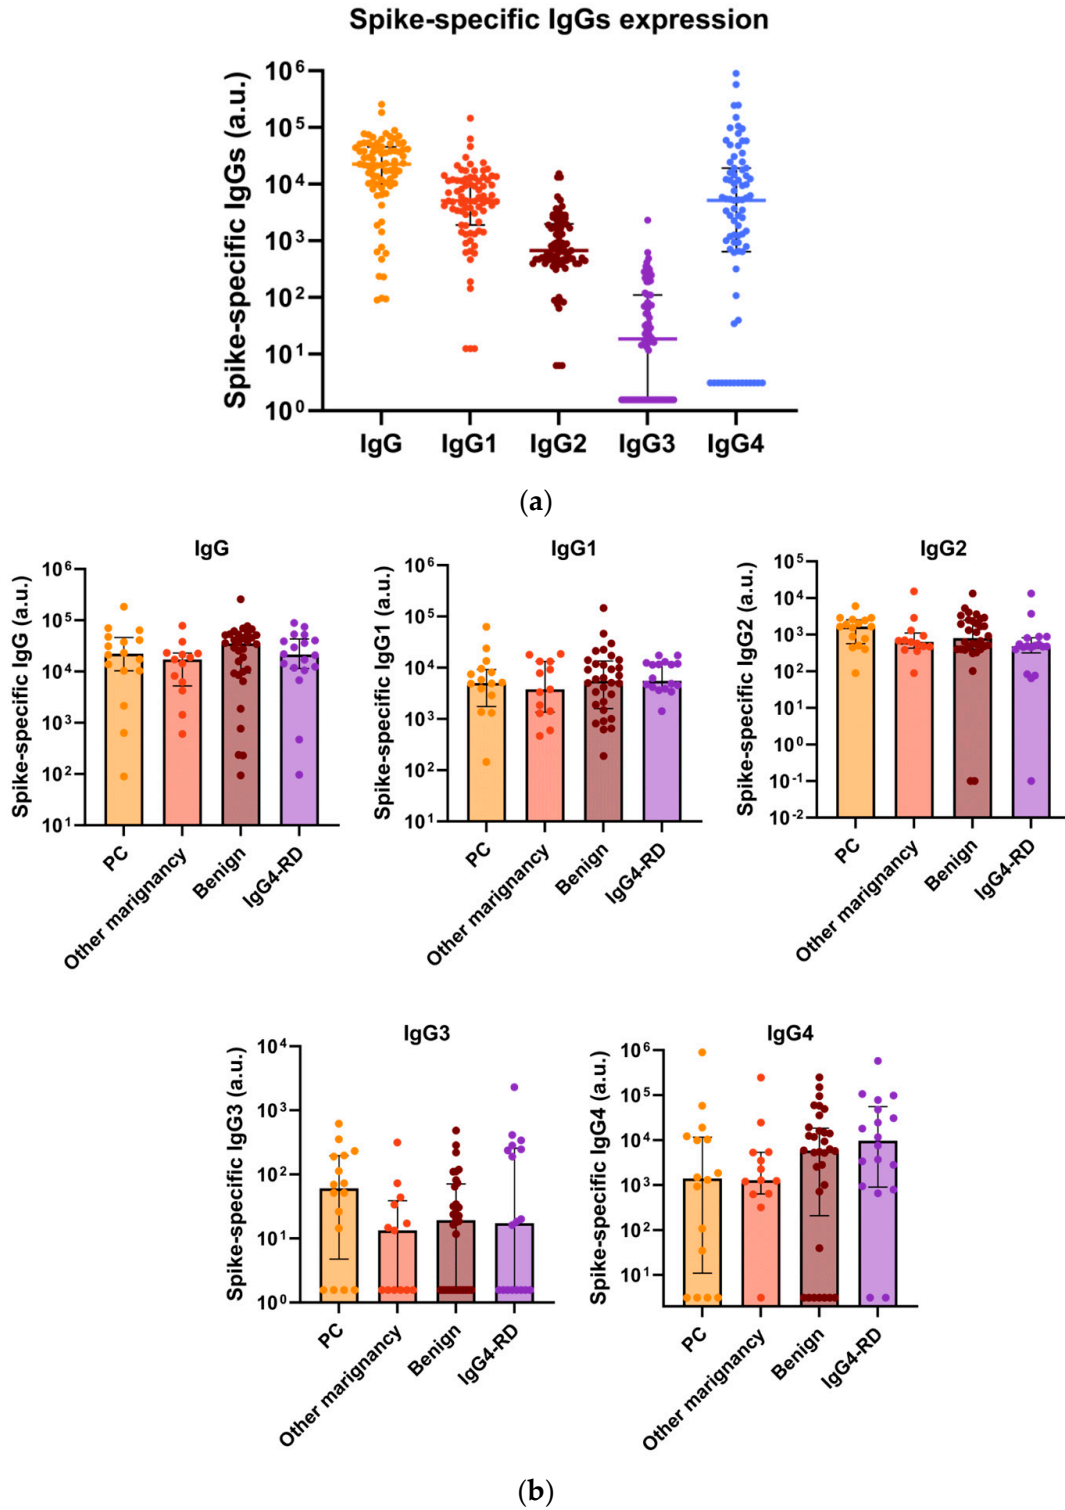 Spike-specific IgGs expression
Spike-specific IgGs (a.u.)
10⁶
10⁵
10⁴
10³
10²
10¹
10⁰
IgG IgG1 IgG2 IgG3 IgG4
(a)
IgG
Spike-specific IgG (a.u.)
10⁶
10⁵
10⁴
10³
10²
10¹
PC
Other marignancy
Benign
IgG4-RD
IgG1
Spike-specific IgG1 (a.u.)
10⁶
10⁵
10⁴
10³
10²
10¹
PC
Other marignancy
Benign
IgG4-RD
IgG2
Spike-specific IgG2 (a.u.)
10⁵
10⁴
10³
10²
10¹
10⁰
10⁻¹
10⁻²
PC
Other marignancy
Benign
IgG4-RD
IgG3
Spike-specific IgG3 (a.u.)
10⁴
10³
10²
10¹
10⁰
PC
Other marignancy
Benign
IgG4-RD
IgG4
Spike-specific IgG4 (a.u.)
10⁶
10⁵
10⁴
10³
10²
10¹
PC
Other marignancy
Benign
IgG4-RD
(b)